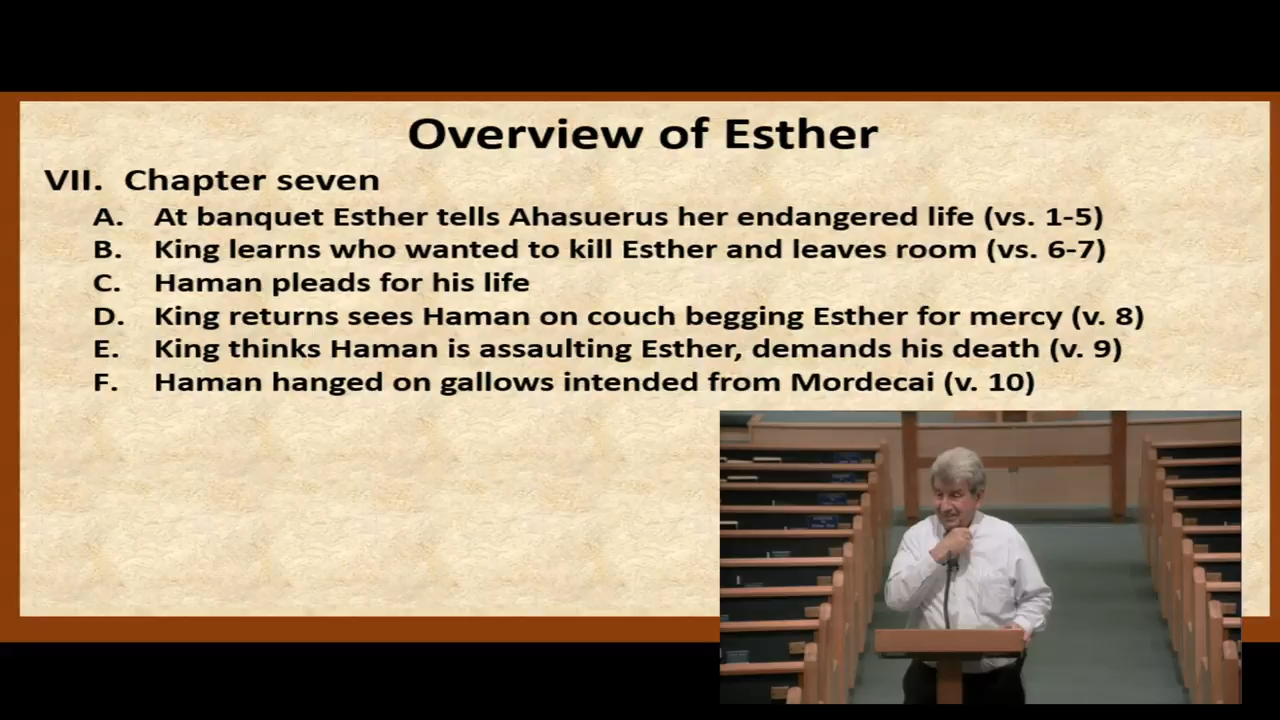 Overview of Esther
VII. Chapter seven
A. At banquet Esther tells Ahasuerus her endangered life (vs. 1-5)
B. King learns who wanted to kill Esther and leaves room (vs. 6-7)
C. Haman pleads for his life
D. King returns sees Haman on couch begging Esther for mercy (v. 8)
E. King thinks Haman is assaulting Esther, demands his death (v. 9)
F. Haman hanged on gallows intended from Mordecai (v. 10)